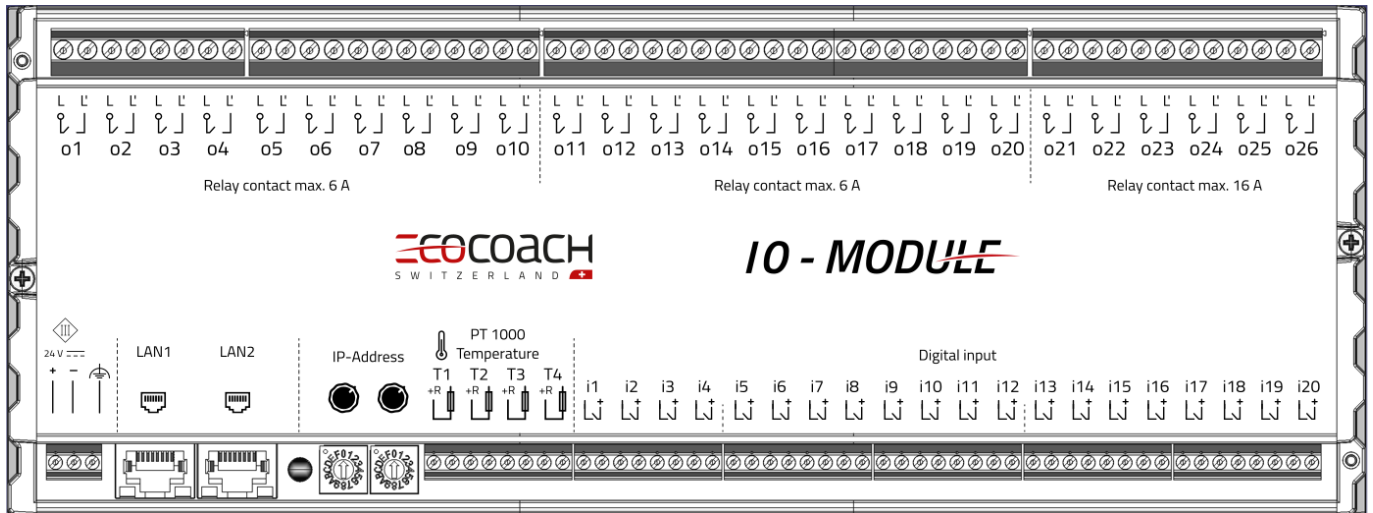 L L' L L' L L' L L' L L' L L' L L' L L' L L' L L' L L' L L' L L' L L' L L' L L' L L' L L' L L' L L' L L' L L' L L' L L' L L' L L'
o1 o2 o3 o4 o5 o6 o7 o8 o9 o10 o11 o12 o13 o14 o15 o16 o17 o18 o19 o20 o21 o22 o23 o24 o25 o26
Relay contact max. 6 A Relay contact max. 6 A Relay contact max. 16 A
ECOCOACH IO - MODULE
SWITZERLAND
III
24 V
+ -
LAN1 LAN2
IP-Address
PT 1000
Temperature
T1 T2 T3 T4
+R +R +R +R
Digital input
i1 i2 i3 i4 i5 i6 i7 i8 i9 i10 i11 i12 i13 i14 i15 i16 i17 i18 i19 i20
+ + + + + + + + + + + + + + + + + + + +